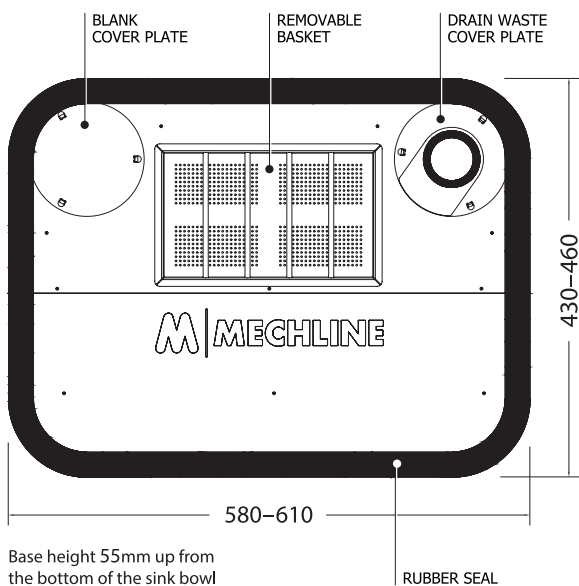 BLANK
COVER PLATE
REMOVABLE
BASKET
DRAIN WASTE
COVER PLATE
430–460
M|MECHLINE
580–610
Base height 55mm up from
the bottom of the sink bowl
RUBBER SEAL